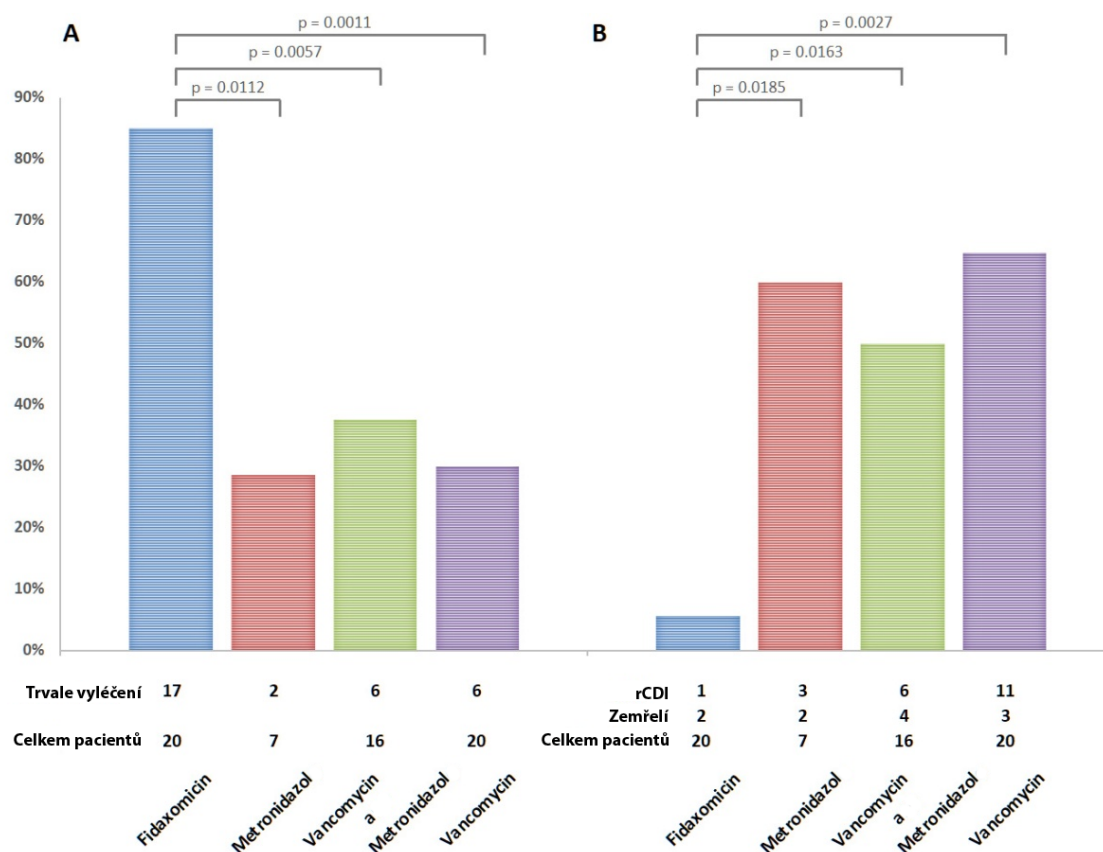 A
p = 0.0011
p = 0.0057
p = 0.0112
B
p = 0.0027
p = 0.0163
p = 0.0185
90%
80%
70%
60%
50%
40%
30%
20%
10%
0%
Trvale vyléčení 17 2 6 6
Celkem pacientů 20 7 16 20
Fidaxomicin
Metronidazol
Vancomycin
a
Metronidazol
Vancomycin
rCDI 1 3 6 11
Zemřelí 2 2 4 3
Celkem pacientů 20 7 16 20
Fidaxomicin
Metronidazol
Vancomycin
a
Metronidazol
Vancomycin